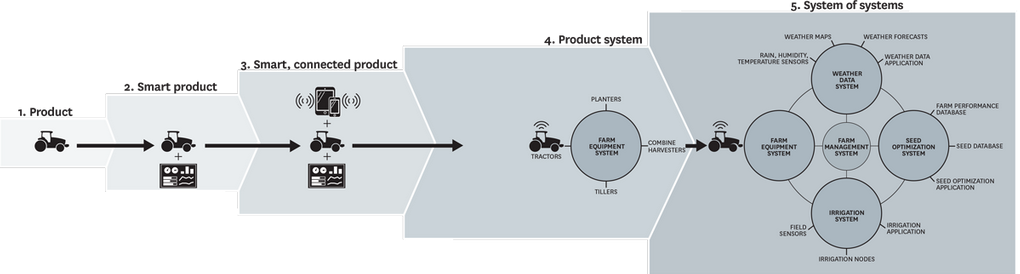 1. Product
2. Smart product
+
3. Smart, connected product
+
+
4. Product system
PLANTERS
TRACTORS
FARM
EQUIPMENT
SYSTEM
COMBINE
HARVESTERS
TILLERS
5. System of systems
WEATHER MAPS
WEATHER FORECASTS
RAIN, HUMIDITY,
TEMPERATURE SENSORS
WEATHER DATA
APPLICATION
WEATHER
DATA
SYSTEM
FARM
EQUIPMENT
SYSTEM
FARM
MANAGEMENT
SYSTEM
SEED
OPTIMIZATION
SYSTEM
FARM PERFORMANCE
DATABASE
SEED DATABASE
SEED OPTIMIZATION
APPLICATION
IRRIGATION
SYSTEM
FIELD
SENSORS
IRRIGATION
APPLICATION
IRRIGATION NODES